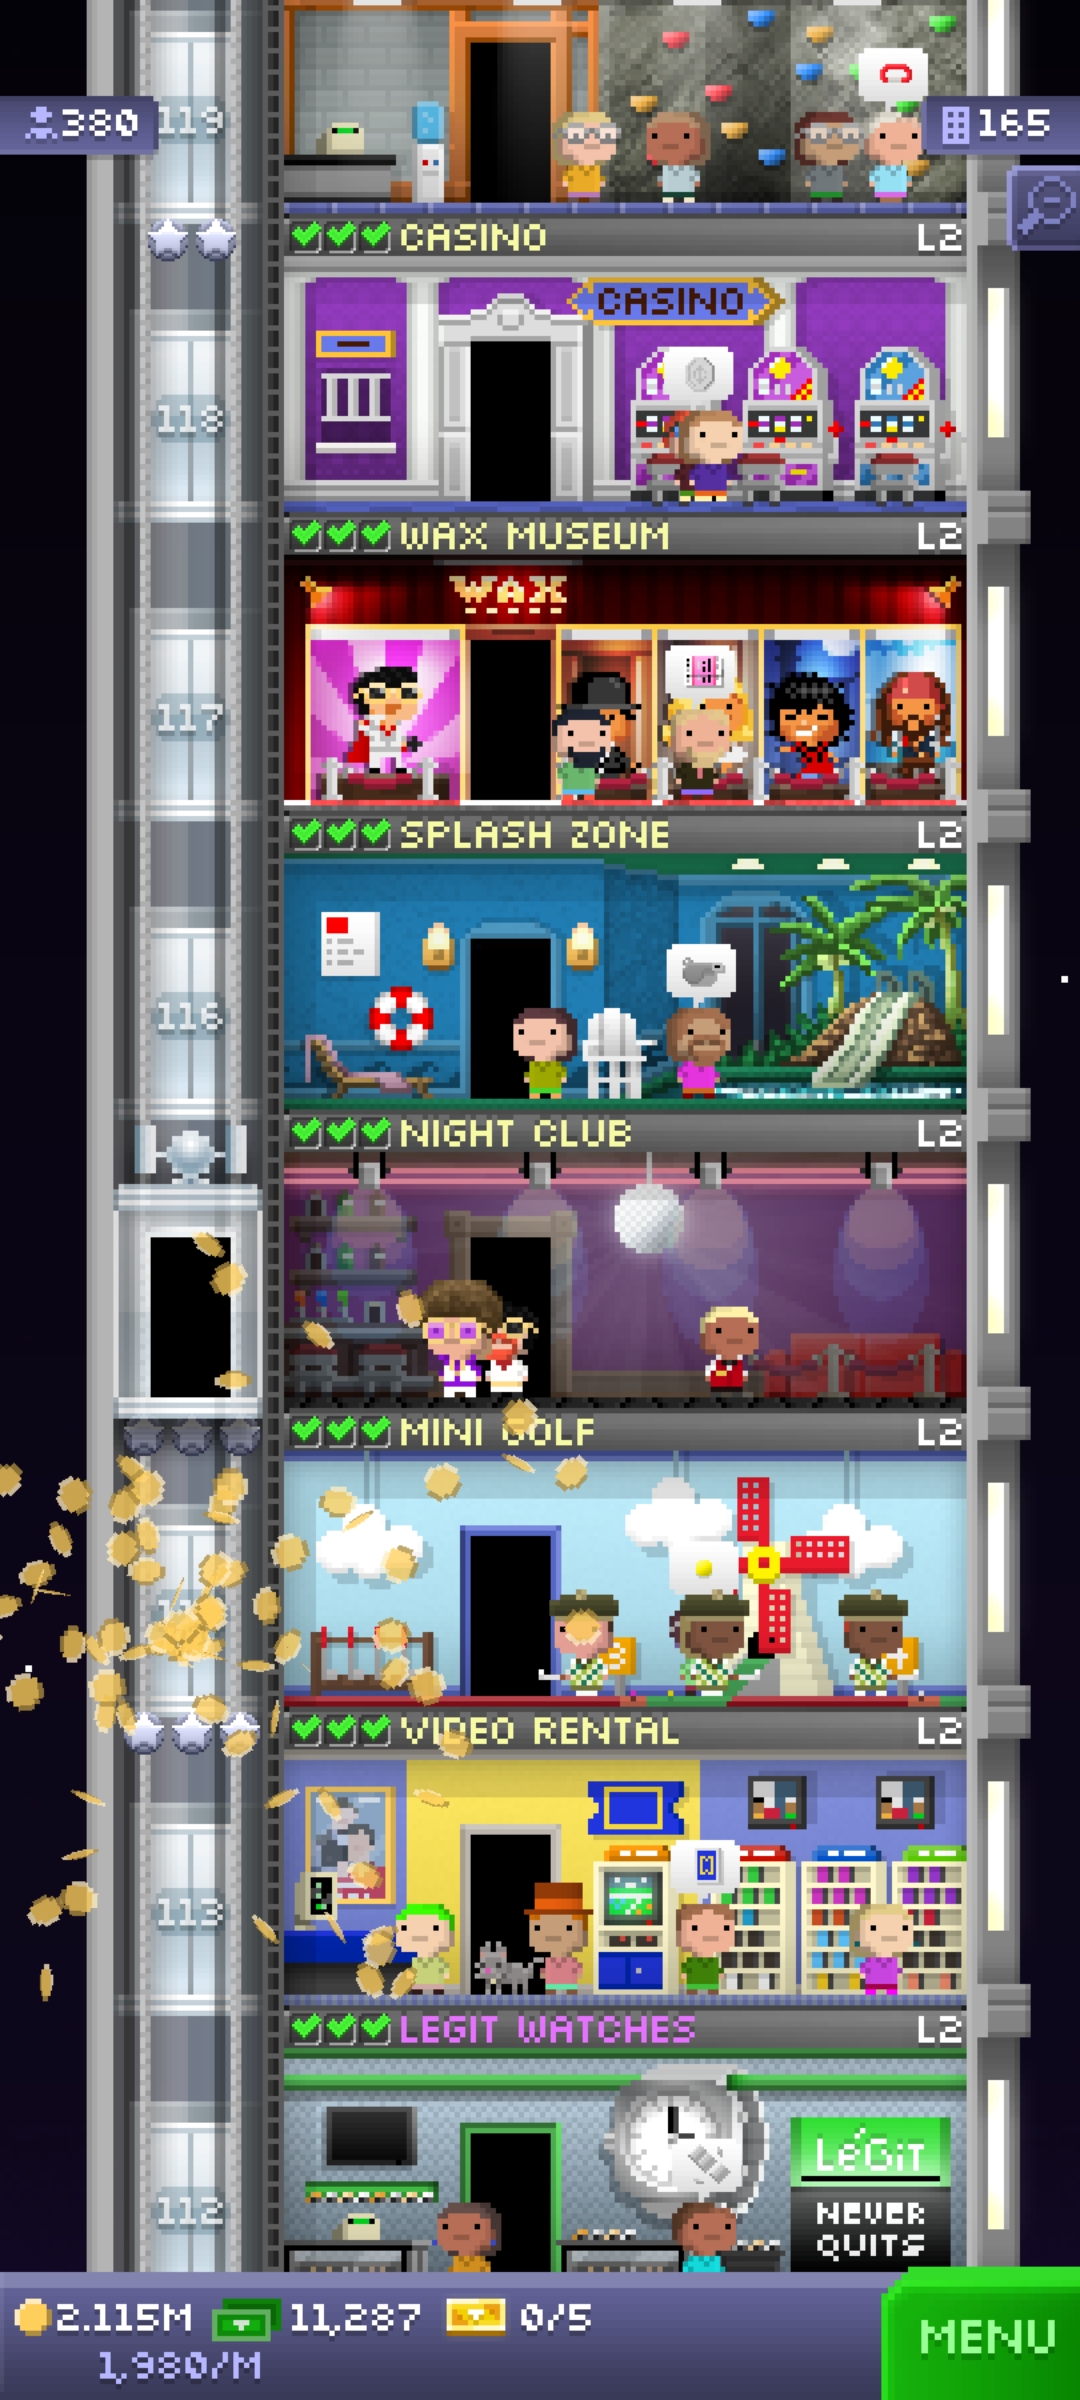 119
380
165
CASINO L2
CASINO
118
WAX MUSEUM L2
WAX
117
SPLASH ZONE L2
116
NIGHT CLUB L2
MINI GOLF L2
VIDEO RENTAL L2
113
LEGIT WATCHES L2
LéGiT
NEVER
QUITS
112
2.115M 11,287 0/5
1,980/M
MENU